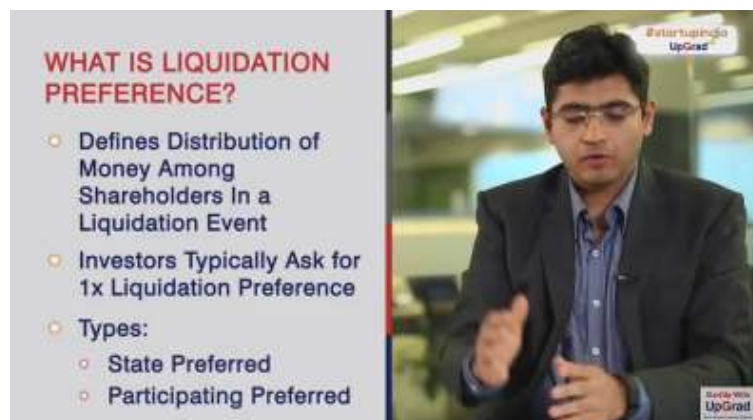 WHAT IS LIQUIDATION
PREFERENCE?
Defines Distribution of
Money Among
Shareholders In a
Liquidation Event
Investors Typically Ask for
1x Liquidation Preference
Types:
State Preferred
Participating Preferred
#startupindia
UpGrad
UpGrad